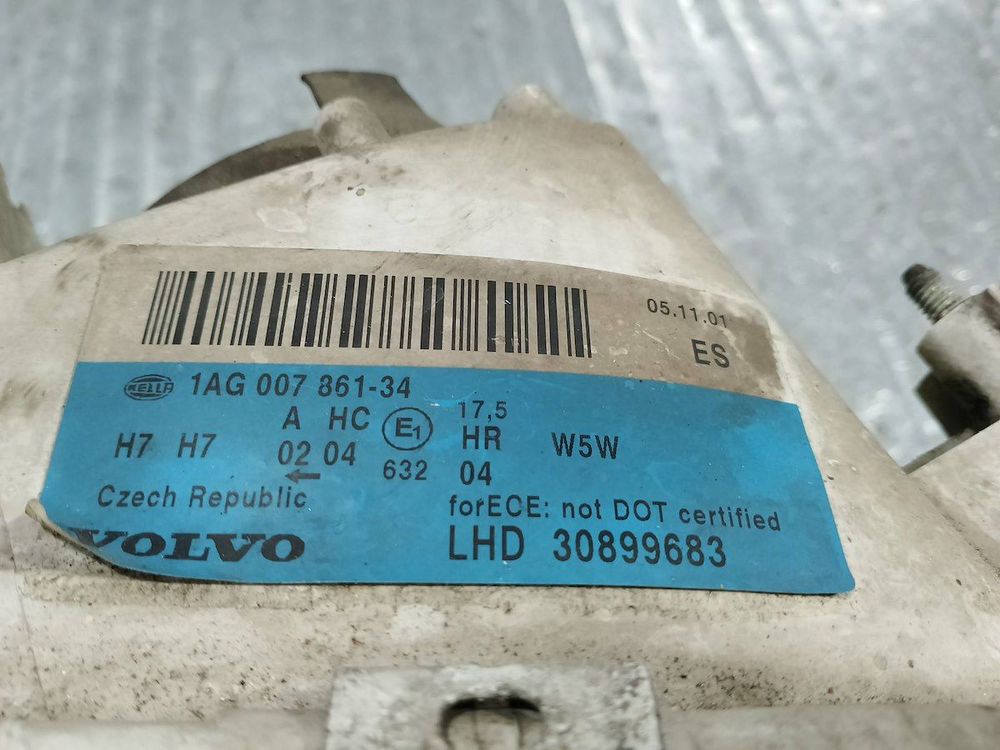 05.11.01
ES
HELLA 1AG 007 861-34
A HC E1 17,5
H7 H7 02 04 632 HR W5W
← 04
Czech Republic forECE: not DOT certified
VOLVO LHD 30899683